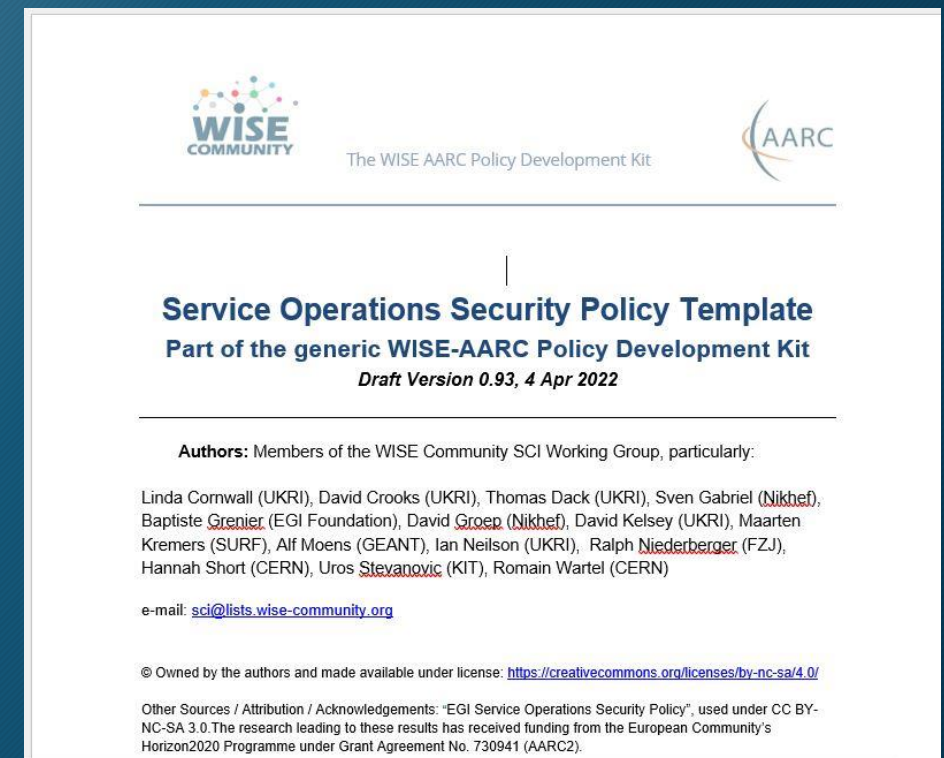 WISE
COMMUNITY
The WISE AARC Policy Development Kit
AARC
Service Operations Security Policy Template
Part of the generic WISE-AARC Policy Development Kit
Draft Version 0.93, 4 Apr 2022
Authors: Members of the WISE Community SCI Working Group, particularly:
Linda Cornwall (UKRI), David Crooks (UKRI), Thomas Dack (UKRI), Sven Gabriel (Nikhef),
Baptiste Grenier (EGI Foundation), David Groep (Nikhef), David Kelsey (UKRI), Maarten
Kremers (SURF), Alf Moens (GEANT), Ian Neilson (UKRI), Ralph Niederberger (FZJ),
Hannah Short (CERN), Uros Stevanovic (KIT), Romain Wartel (CERN)
e-mail: sci@lists.wise-community.org
© Owned by the authors and made available under license: https://creativecommons.org/licenses/by-nc-sa/4.0/
Other Sources / Attribution / Acknowledgements: “EGI Service Operations Security Policy”, used under CC BY-
NC-SA 3.0.The research leading to these results has received funding from the European Community’s
Horizon2020 Programme under Grant Agreement No. 730941 (AARC2).